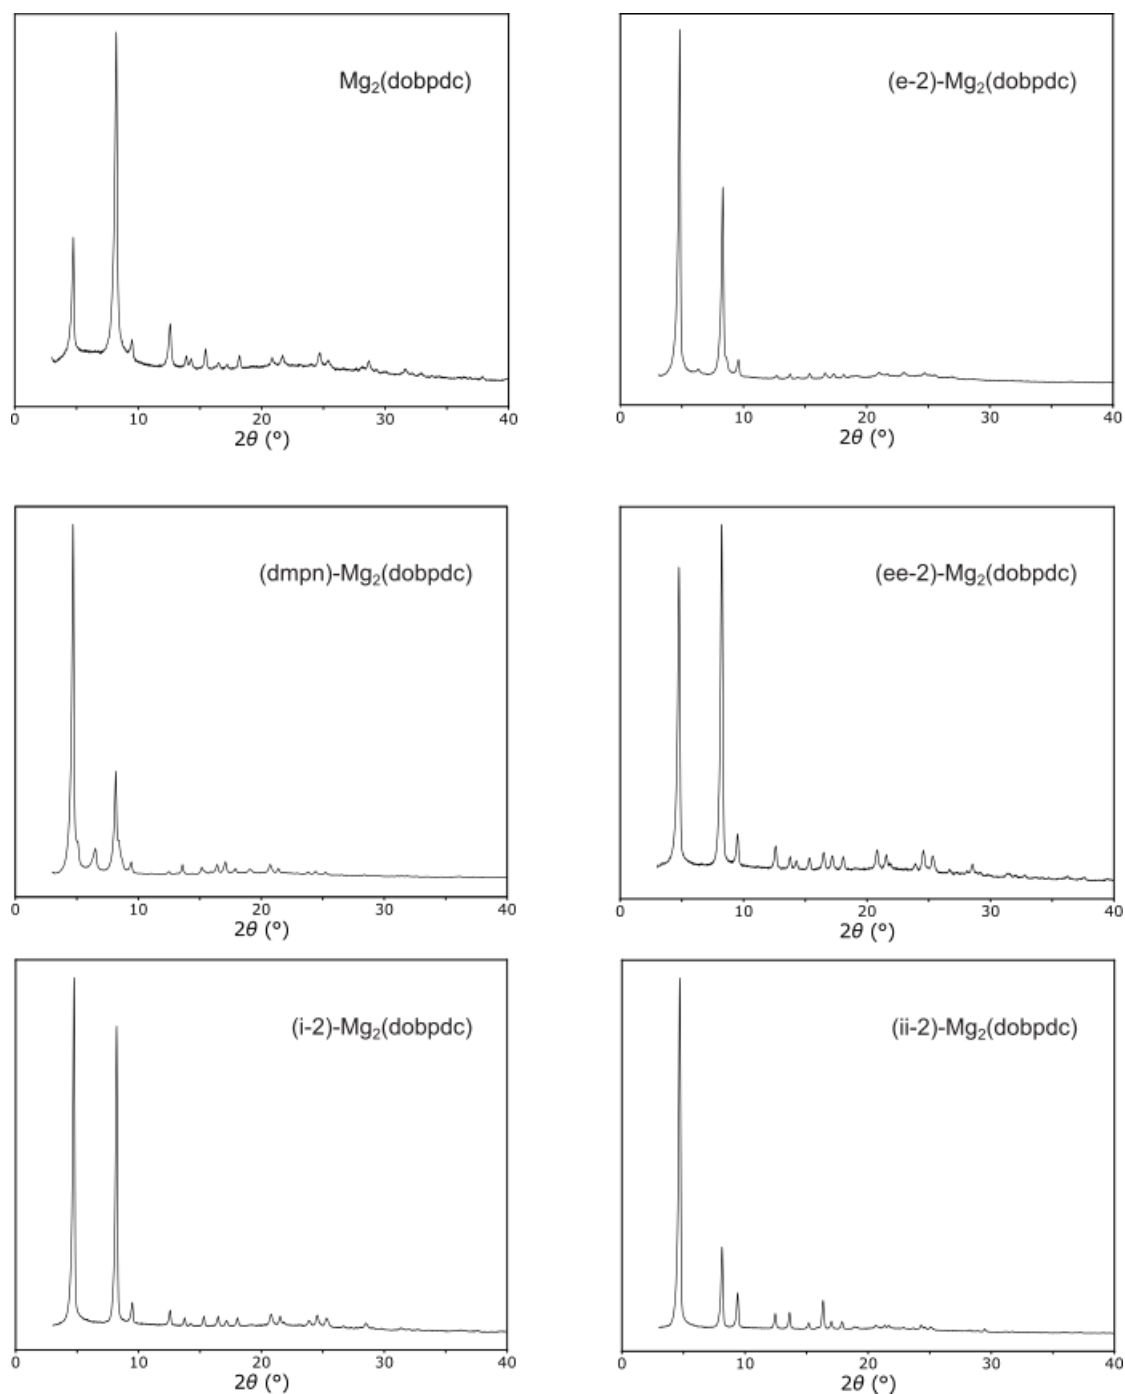 Mg₂(dobpdc)
0 10 20 30 40
2θ (°)
(e-2)-Mg₂(dobpdc)
0 10 20 30 40
2θ (°)
(dmpn)-Mg₂(dobpdc)
0 10 20 30 40
2θ (°)
(ee-2)-Mg₂(dobpdc)
0 10 20 30 40
2θ (°)
(i-2)-Mg₂(dobpdc)
0 10 20 30 40
2θ (°)
(ii-2)-Mg₂(dobpdc)
0 10 20 30 40
2θ (°)